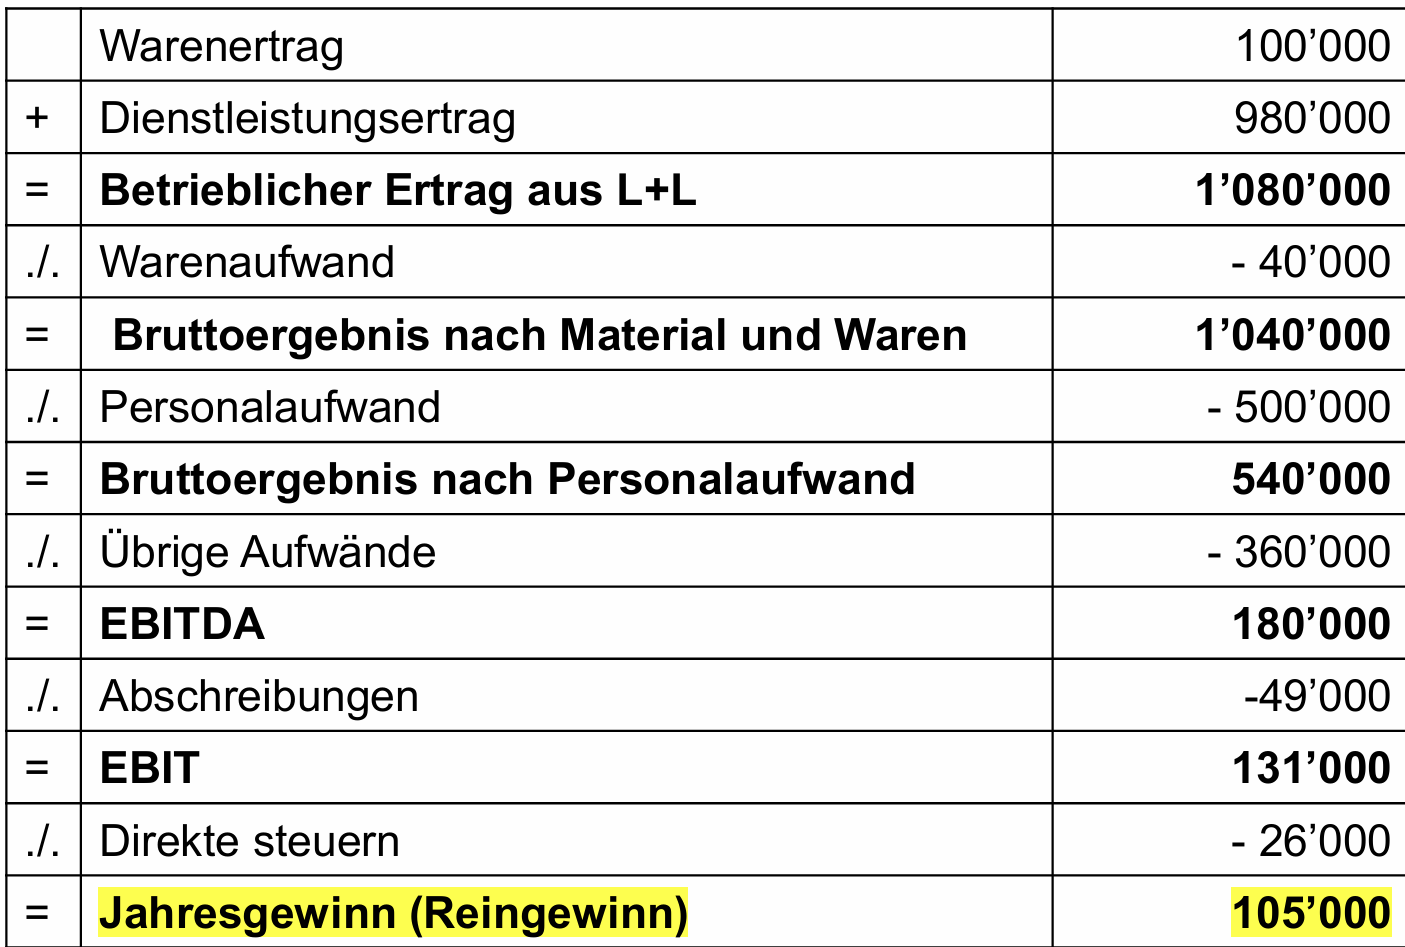 Warenertrag 100’000
+ Dienstleistungsertrag 980’000
= Betrieblicher Ertrag aus L+L 1’080’000
./. Warenaufwand - 40’000
= Bruttoergebnis nach Material und Waren 1’040’000
./. Personalaufwand - 500’000
= Bruttoergebnis nach Personalaufwand 540’000
./. Übrige Aufwände - 360’000
= EBITDA 180’000
./. Abschreibungen -49’000
= EBIT 131’000
./. Direkte steuern - 26’000
= Jahresgewinn (Reingewinn) 105’000